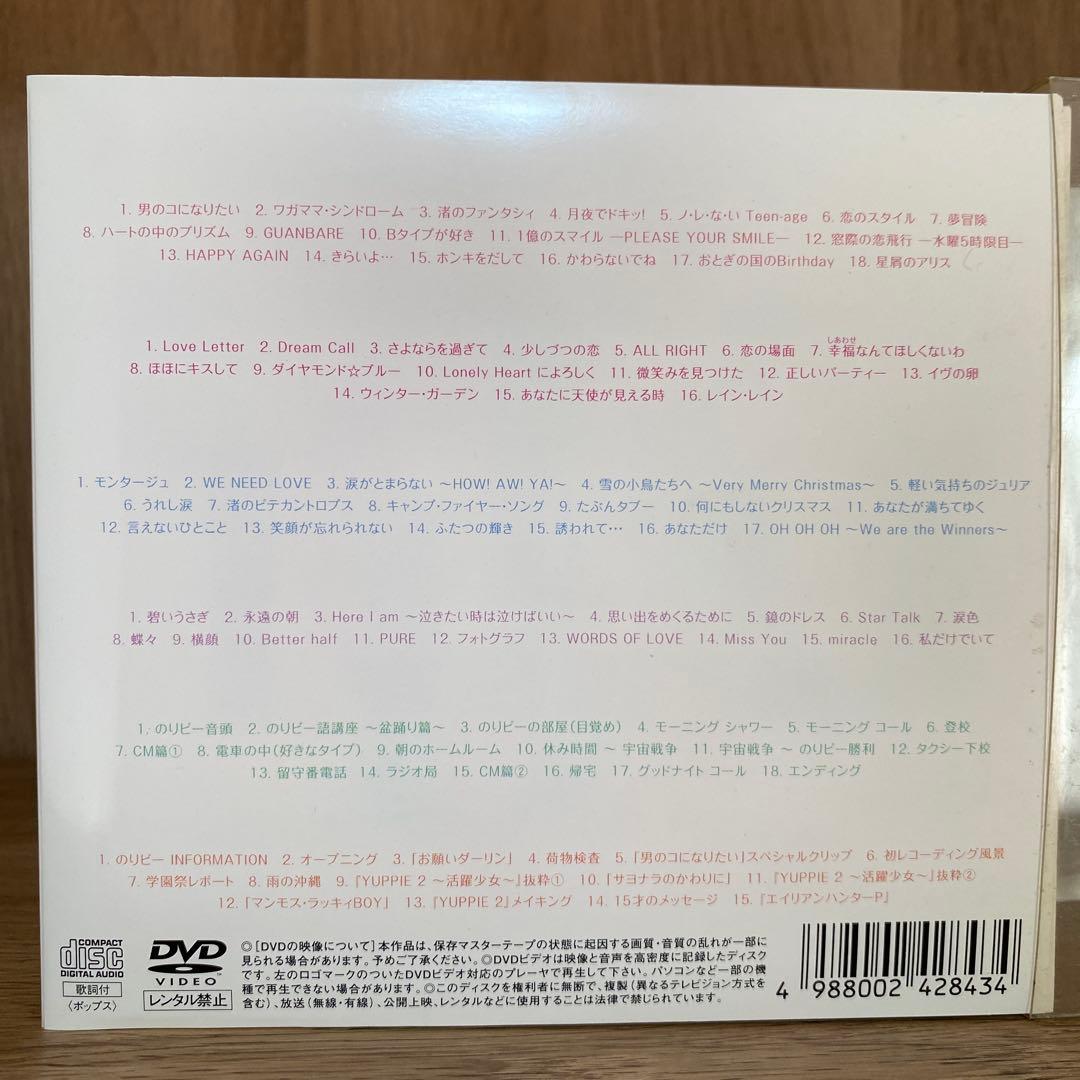 1. 男のコになりたい 2. ワガママ・シンドローム 3. 渚のファンタシィ 4. 月夜でドキッ! 5. ノ・レ・な・い Teen-age 6. 恋のスタイル 7. 夢冒険
8. ハートの中のプリズム 9. GUANBARE 10. Bタイプが好き 11. 1億のスマイル —PLEASE YOUR SMILE— 12. 窓際の恋飛行 —水曜5時限目—
13. HAPPY AGAIN 14. きらいよ… 15. ホンキをだして 16. かわらないでね 17. おとぎの国のBirthday 18. 星屑のアリス
1. Love Letter 2. Dream Call 3. さよならを過ぎて 4. 少しづつの恋 5. ALL RIGHT 6. 恋の場面 7. 幸福(しあわせ)なんてほしくないわ
8. ほほにキスして 9. ダイヤモンド☆ブルー 10. Lonely Heart によろしく 11. 微笑みを見つけた 12. 正しいパーティー 13. イヴの卵
14. ウィンター・ガーデン 15. あなたに天使が見える時 16. レイン・レイン
1. モンタージュ 2. WE NEED LOVE 3. 涙がとまらない 〜HOW! AW! YA!〜 4. 雪の小鳥たちへ 〜Very Merry Christmas〜 5. 軽い気持ちのジュリア
6. うれし涙 7. 渚のピテカントロプス 8. キャンプ・ファイヤー・ソング 9. たぶんタブー 10. 何にもしないクリスマス 11. あなたが満ちてゆく
12. 言えないひとこと 13. 笑顔が忘れられない 14. ふたつの輝き 15. 誘われて… 16. あなただけ 17. OH OH OH 〜We are the Winners〜
1. 碧いうさぎ 2. 永遠の朝 3. Here I am 〜泣きたい時は泣けばいい〜 4. 思い出をめくるために 5. 鏡のドレス 6. Star Talk 7. 涙色
8. 蝶々 9. 横顔 10. Better half 11. PURE 12. フォトグラフ 13. WORDS OF LOVE 14. Miss You 15. miracle 16. 私だけでいて
1. のりピー音頭 2. のりピー語講座 〜盆踊り篇〜 3. のりピーの部屋(目覚め) 4. モーニング シャワー 5. モーニング コール 6. 登校
7. CM篇① 8. 電車の中(好きなタイプ) 9. 朝のホームルーム 10. 休み時間 〜 宇宙戦争 11. 宇宙戦争 〜 のりピー勝利 12. タクシー下校
13. 留守番電話 14. ラジオ局 15. CM篇② 16. 帰宅 17. グッドナイト コール 18. エンディング
1. のりピー INFORMATION 2. オープニング 3.「お願いダーリン」 4. 荷物検査 5.「男のコになりたい」スペシャルクリップ 6. 初レコーディング風景
7. 学園祭レポート 8. 雨の沖縄 9.『YUPPIE 2 〜活躍少女〜』抜粋① 10.「サヨナラのかわりに」 11.『YUPPIE 2 〜活躍少女〜』抜粋②
12.「マンモス・ラッキィBOY」 13.『YUPPIE 2』メイキング 14. 15才のメッセージ 15.『エイリアンハンターP』
COMPACT disc DIGITAL AUDIO
歌詞付
〈ポップス〉
DVD VIDEO
レンタル禁止
◎[DVDの映像について]本作品は、保存マスターテープの状態に起因する画質・音質の乱れが一部に
見られる場合があります。予めご了承ください。◎DVDビデオは映像と音声を高密度に記録したディスク
です。左のロゴマークのついたDVDビデオ対応のプレーヤで再生して下さい。パソコンなど一部の機
種で再生できない場合があります。◎このディスクを権利者に無断で、複製(異なるテレビジョン方式を
含む)、放送(無線・有線)、公開上映、レンタルなどに使用することは法律で禁じられています。
4 988002 428434